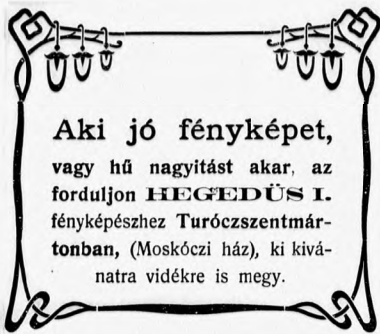 Aki jó fényképet,
vagy hű nagyitást akar, az
forduljon HEGEDÜS I.
fényképészhez Turóczszentmár-
tonban, (Moskóczi ház), ki kivá-
natra vidékre is megy.